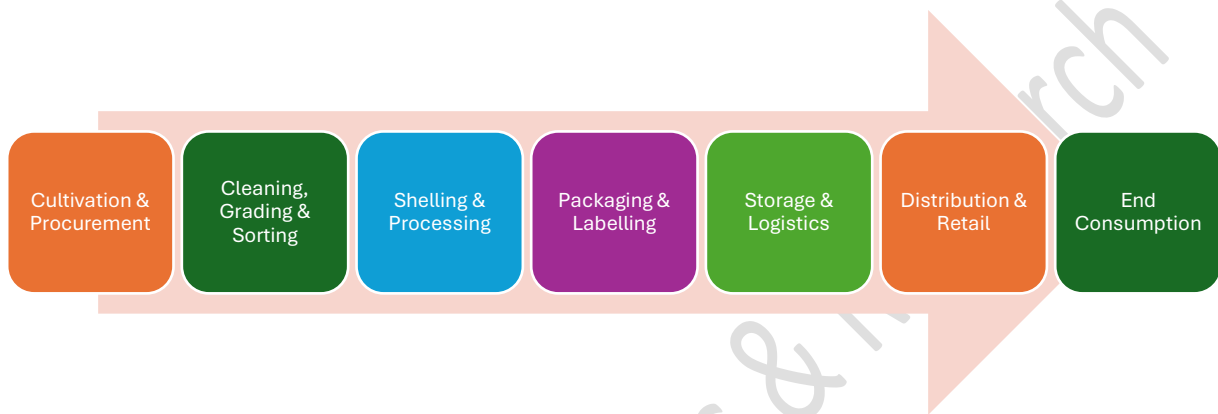 Cultivation &
Procurement
Cleaning,
Grading &
Sorting
Shelling &
Processing
Packaging &
Labelling
Storage &
Logistics
Distribution &
Retail
End
Consumption